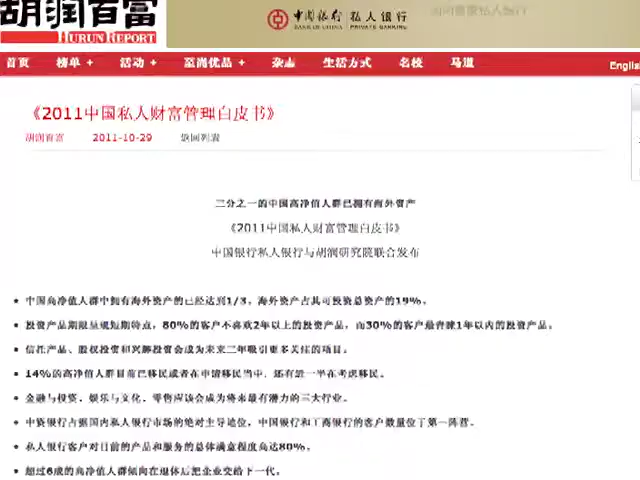 胡润百富
HURUN REPORT
中国银行 私人银行
BANK OF CHINA PRIVATE BANKING
首页 榜单 + 活动 + 至尚优品 + 杂志 生活方式 名校 马道
Englis
《2011中国私人财富管理白皮书》
胡润百富 2011-10-29 返回列表
三分之一的中国高净值人群已拥有海外资产
《2011中国私人财富管理白皮书》
中国银行私人银行与胡润研究院联合发布
• 中国高净值人群中拥有海外资产的已经达到1/3，海外资产占其可投资总资产的19%。
• 投资产品期限呈现短期特点，80%的客户不喜欢2年以上的投资产品，而30%的客户最青睐1年以内的投资产品。
• 信托产品、股权投资和另类投资会成为未来三年吸引更多关注的项目。
• 14%的高净值人群目前已移民或者在申请移民当中，还有近一半在考虑移民。
• 金融与投资、娱乐与文化、零售应该会成为将来最有潜力的三大行业。
• 中资银行占据国内私人银行市场的绝对主导地位，中国银行和工商银行的客户数量位于第一阵营。
• 私人银行客户对目前的产品和服务的总体满意程度高达80%。
• 超过6成的高净值人群倾向在退休后把企业交给下一代。